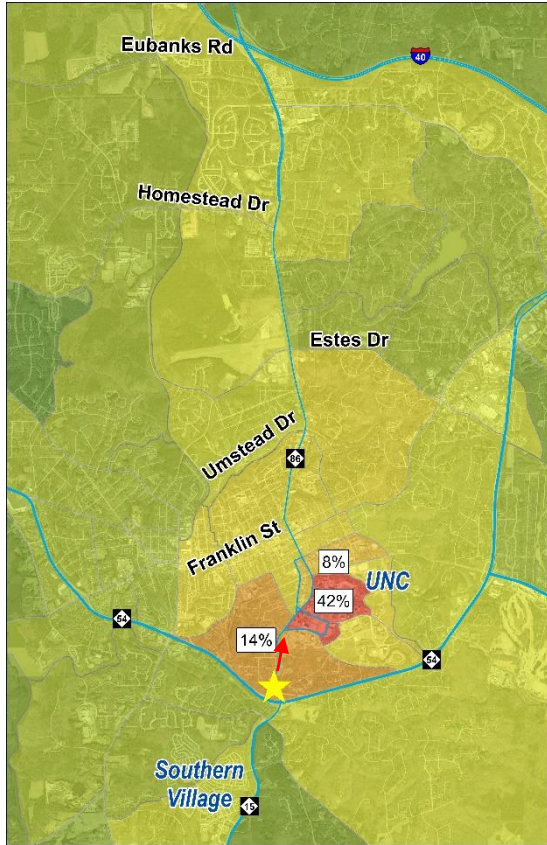 Eubanks Rd
40
Homestead Dr
Estes Dr
Umstead Dr
86
Franklin St
8%
UNC
42%
54
14%
54
Southern
Village
15